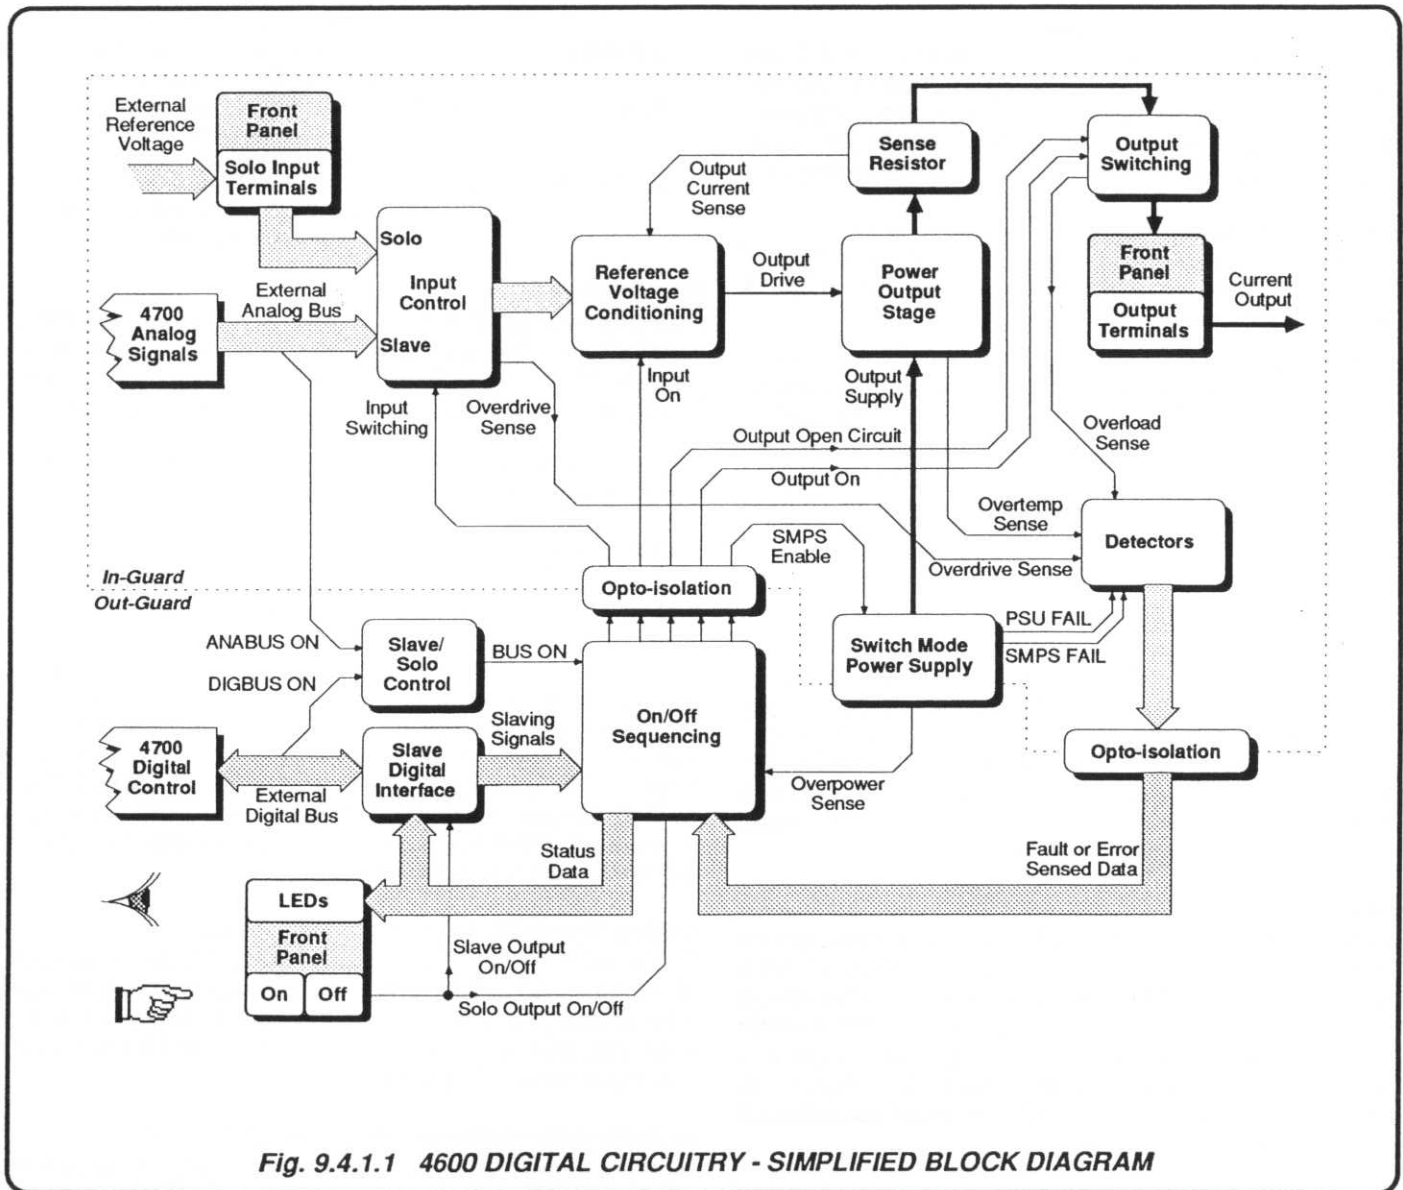 External
Reference
Voltage
Front
Panel
Solo Input
Terminals
Sense
Resistor
Output
Switching
Output
Current
Sense
Solo
Input
Control
Slave
Reference
Voltage
Conditioning
Output
Drive
Power
Output
Stage
Front
Panel
Output
Terminals
Current
Output
4700
Analog
Signals
External
Analog Bus
Input
Switching
Overdrive
Sense
Input
On
Output
Supply
Output Open Circuit
Output On
Overload
Sense
Overtemp
Sense
Detectors
SMPS
Enable
Overdrive Sense
In-Guard
Out-Guard
Opto-isolation
ANABUS ON
DIGBUS ON
Slave/
Solo
Control
BUS ON
On/Off
Sequencing
Switch Mode
Power Supply
PSU FAIL
SMPS FAIL
4700
Digital
Control
External
Digital Bus
Slave
Digital
Interface
Slaving
Signals
Overpower
Sense
Opto-isolation
Status
Data
Fault or Error
Sensed Data
LEDs
Front
Panel
On
Off
Slave Output
On/Off
Solo Output On/Off
Fig. 9.4.1.1 4600 DIGITAL CIRCUITRY - SIMPLIFIED BLOCK DIAGRAM